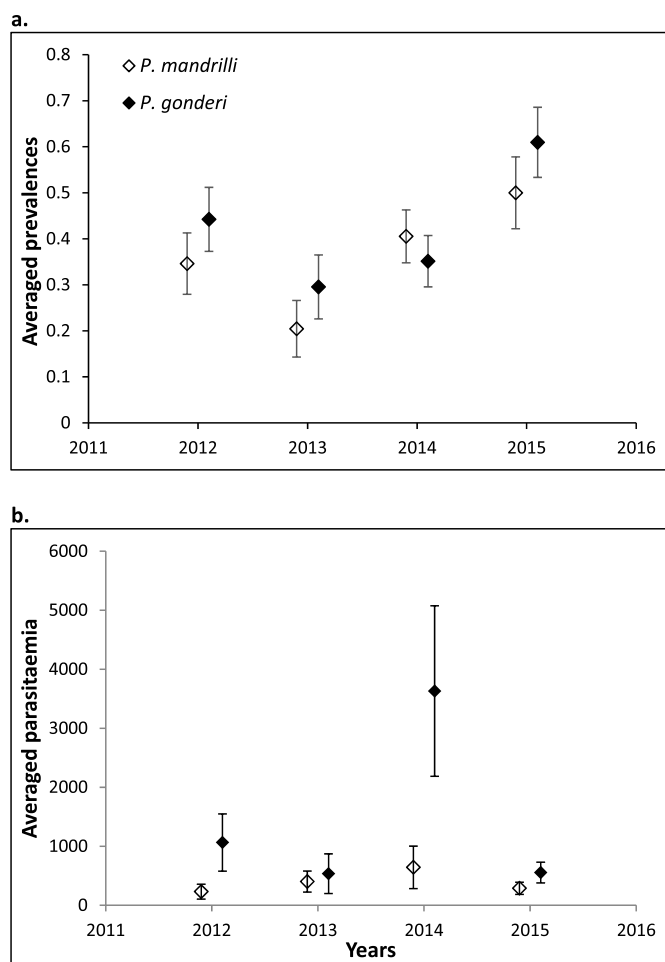 a.
0.8
P. mandrilli
0.7
P. gonderi
0.6
0.5
0.4
0.3
0.2
0.1
0
Averaged prevalences
2011 2012 2013 2014 2015 2016
b.
6000
5000
4000
3000
2000
1000
0
Averaged parasitaemia
2011 2012 2013 2014 2015 2016
Years